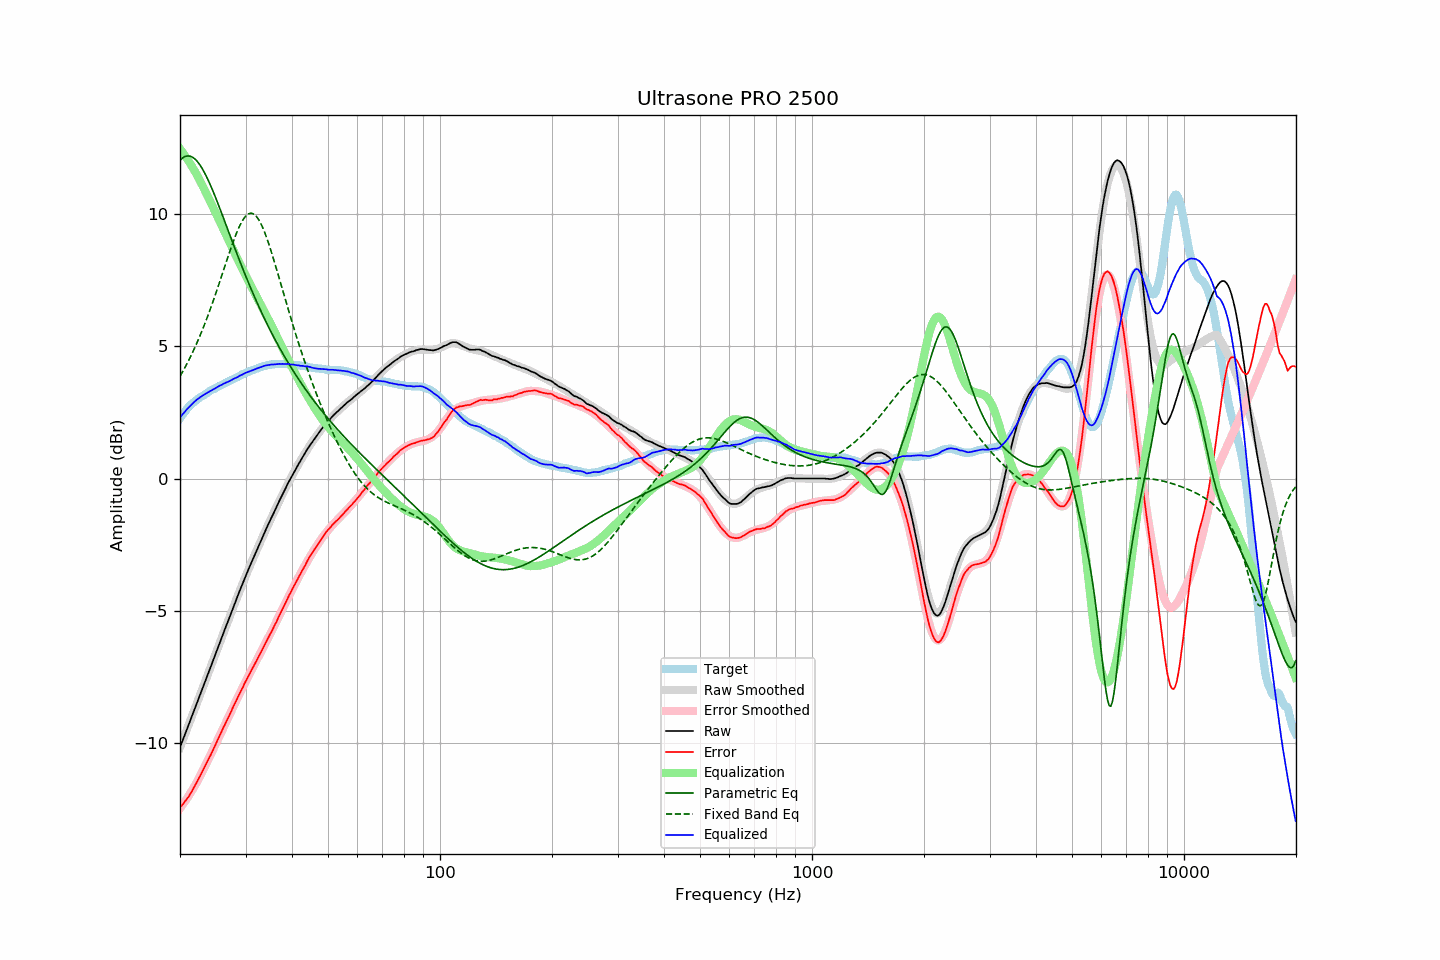 Ultrasone PRO 2500
Amplitude (dBr)
10
5
0
−5
−10
100
1000
10000
Frequency (Hz)
Target
Raw Smoothed
Error Smoothed
Raw
Error
Equalization
Parametric Eq
Fixed Band Eq
Equalized